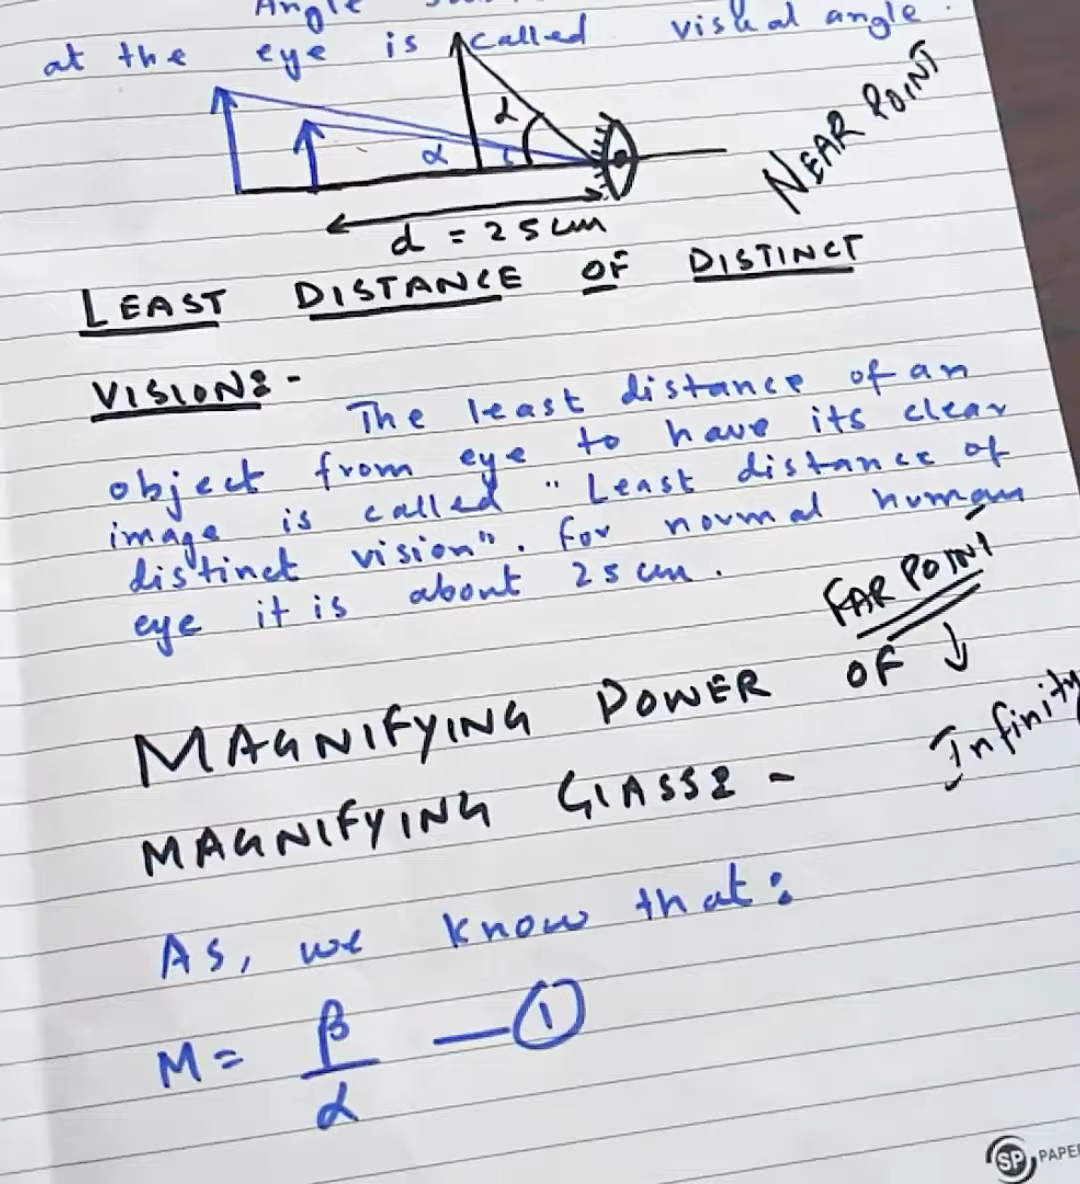 Angle
at the eye is called visual angle.
α
α
d = 25 cm
NEAR POINT
LEAST DISTANCE OF DISTINCT
VISION:-
The least distance of an
object from eye to have its clear
image is called "Least distance of
distinct vision". for normal human
eye it is about 25 cm.
FAR POINT
↓
Infinity
MAGNIFYING POWER OF
MAGNIFYING GLASS:-
As, we know that:
M = β/α — ①
SP PAPE